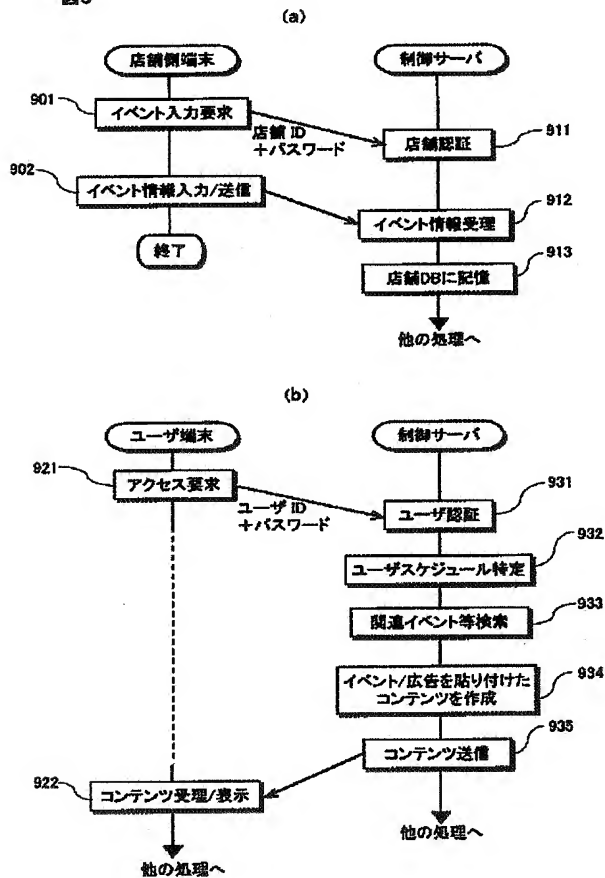 (a)
店舗側端末
制御サーバ
901
イベント入力要求
店舗 ID
+パスワード
店舗認証
911
902
イベント情報入力/送信
イベント情報受理
912
終了
店舗DBに記憶
913
他の処理へ
(b)
ユーザ端末
制御サーバ
921
アクセス要求
ユーザ ID
+パスワード
ユーザ認証
931
ユーザスケジュール特定
932
関連イベント等検索
933
イベント/広告を貼り付けた
コンテンツを作成
934
コンテンツ送信
935
922
コンテンツ受理/表示
他の処理へ
他の処理へ